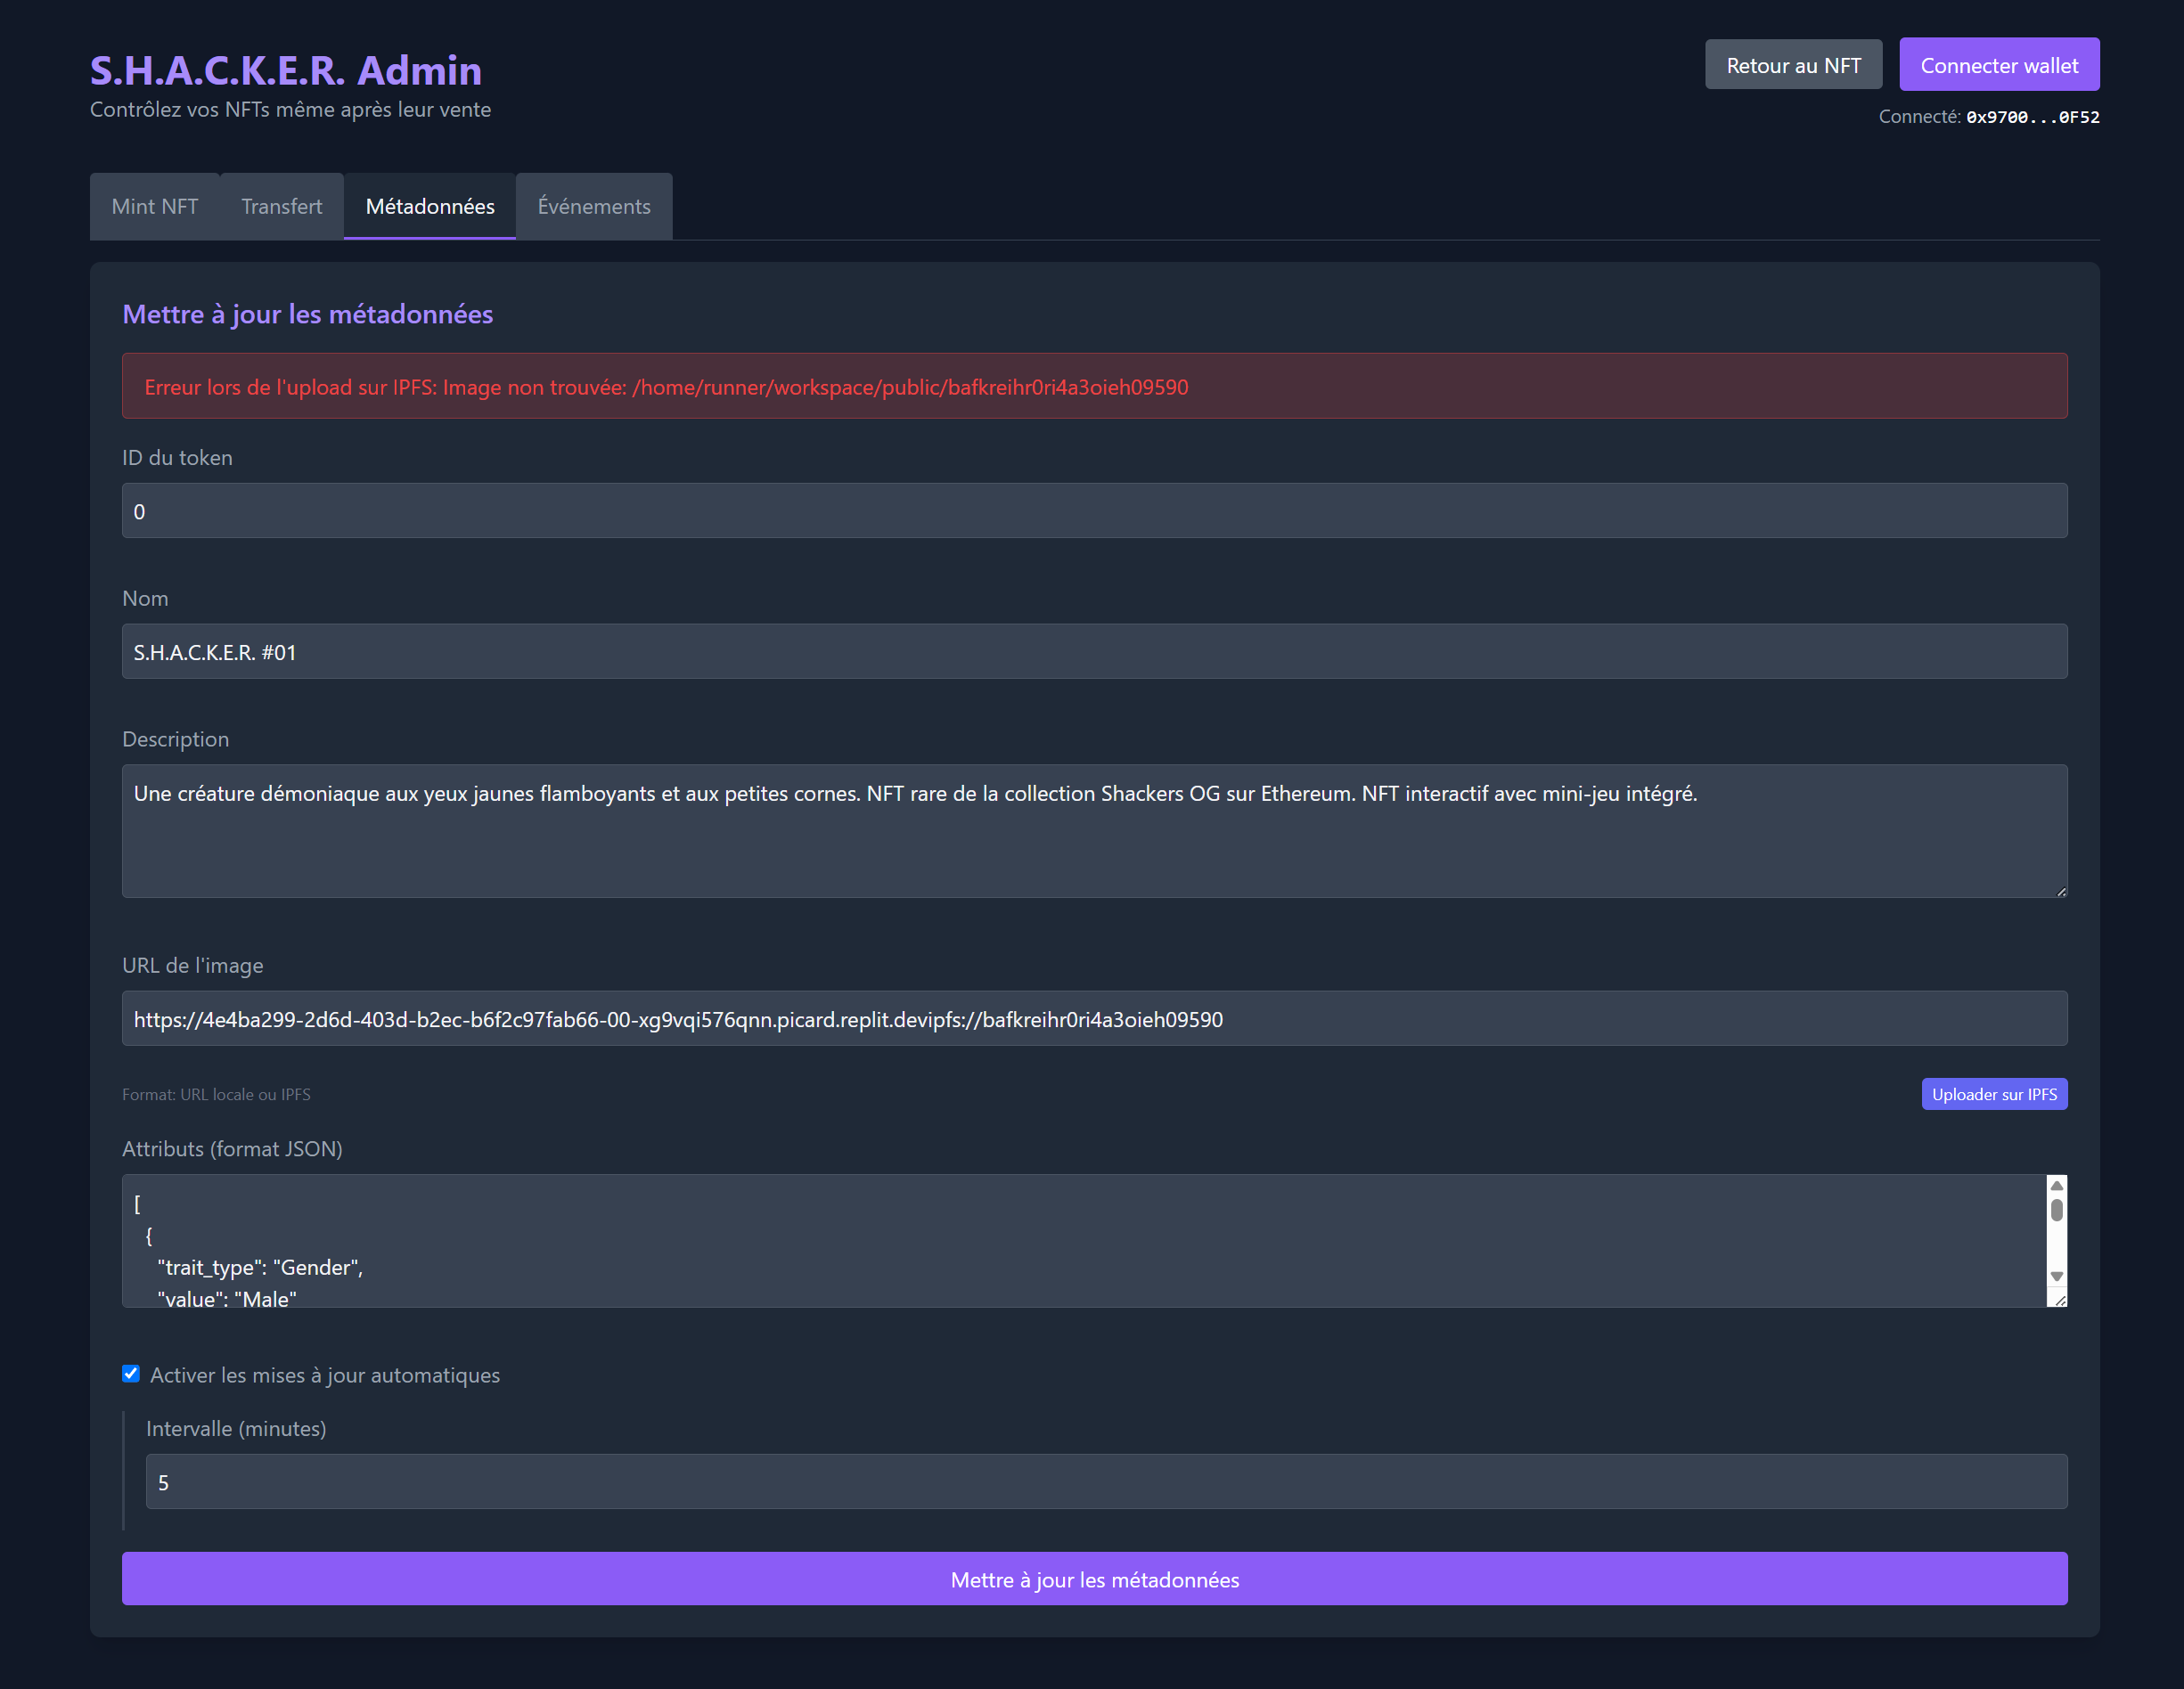 S.H.A.C.K.E.R. Admin
Contrôlez vos NFTs même après leur vente
Retour au NFT
Connecter wallet
Connecté: 0x9700...0F52
Mint NFT
Transfert
Métadonnées
Événements
Mettre à jour les métadonnées
Erreur lors de l'upload sur IPFS: Image non trouvée: /home/runner/workspace/public/bafkreihr0ri4a3oieh09590
ID du token
0
Nom
S.H.A.C.K.E.R. #01
Description
Une créature démoniaque aux yeux jaunes flamboyants et aux petites cornes. NFT rare de la collection Shackers OG sur Ethereum. NFT interactif avec mini-jeu intégré.
URL de l'image
https://4e4ba299-2d6d-403d-b2ec-b6f2c97fab66-00-xg9vqi576qnn.picard.replit.devipfs://bafkreihr0ri4a3oieh09590
Format: URL locale ou IPFS
Uploader sur IPFS
Attributs (format JSON)
[
{
"trait_type": "Gender",
"value": "Male"
Activer les mises à jour automatiques
Intervalle (minutes)
5
Mettre à jour les métadonnées